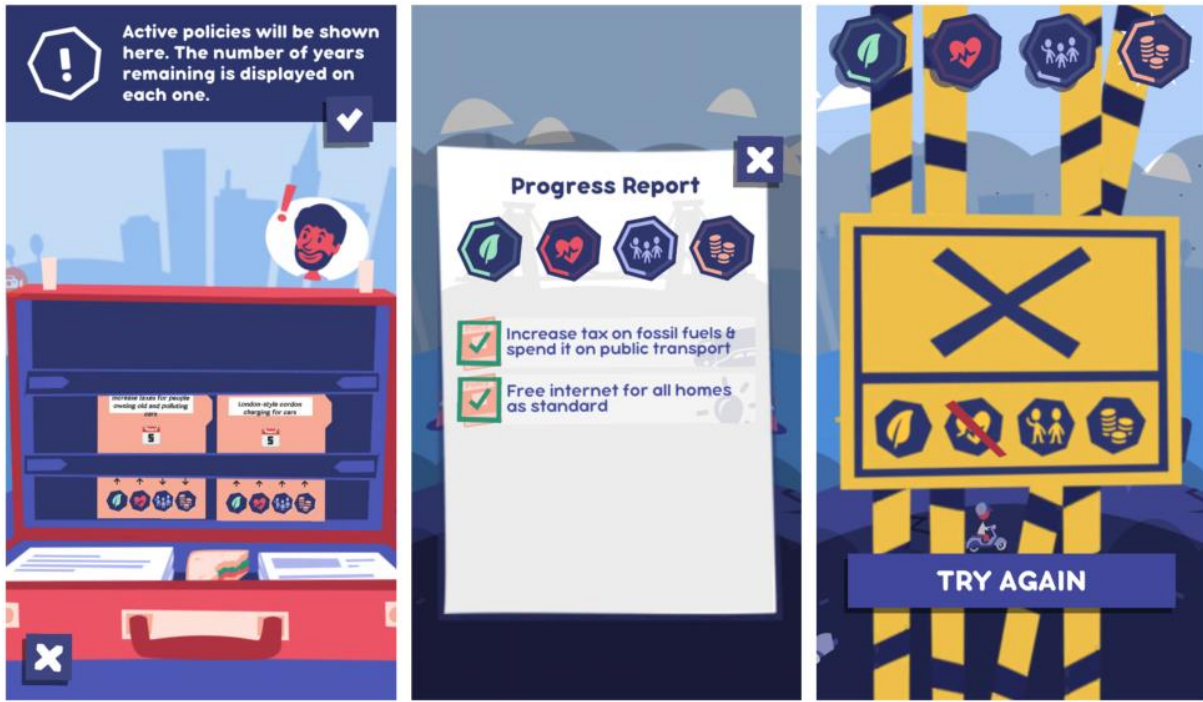 Active policies will be shown
here. The number of years
remaining is displayed on
each one.
Increase taxes for people
owning old and polluting
cars
5
London-style cordon
charging for cars
5
Progress Report
Increase tax on fossil fuels &
spend it on public transport
Free internet for all homes
as standard
TRY AGAIN